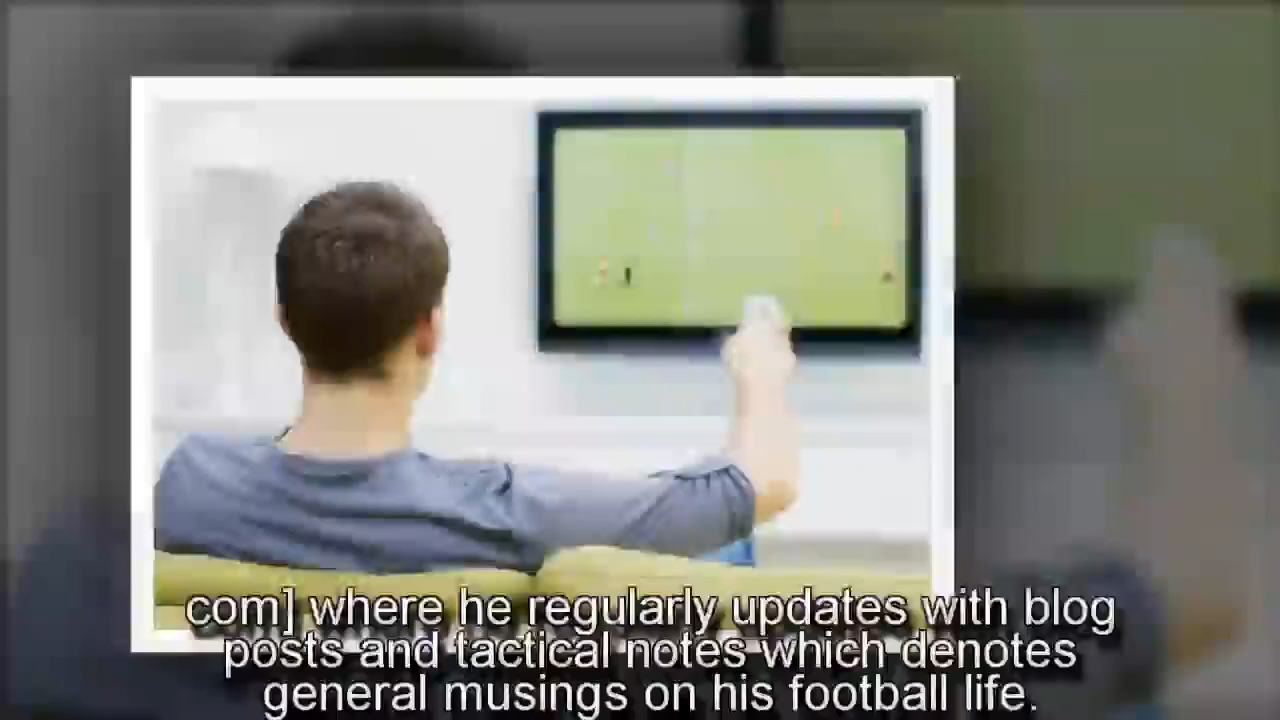 com] where he regularly updates with blog
posts and tactical notes which denotes
general musings on his football life.